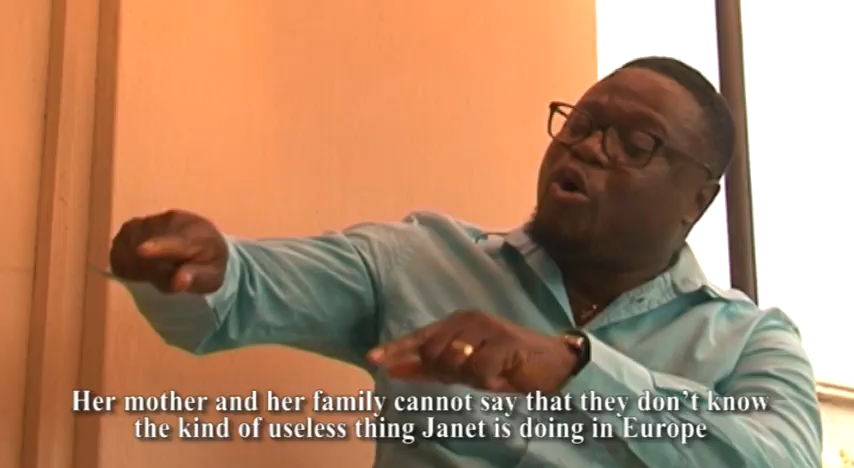 Her mother and her family cannot say that they don't know
the kind of useless thing Janet is doing in Europe